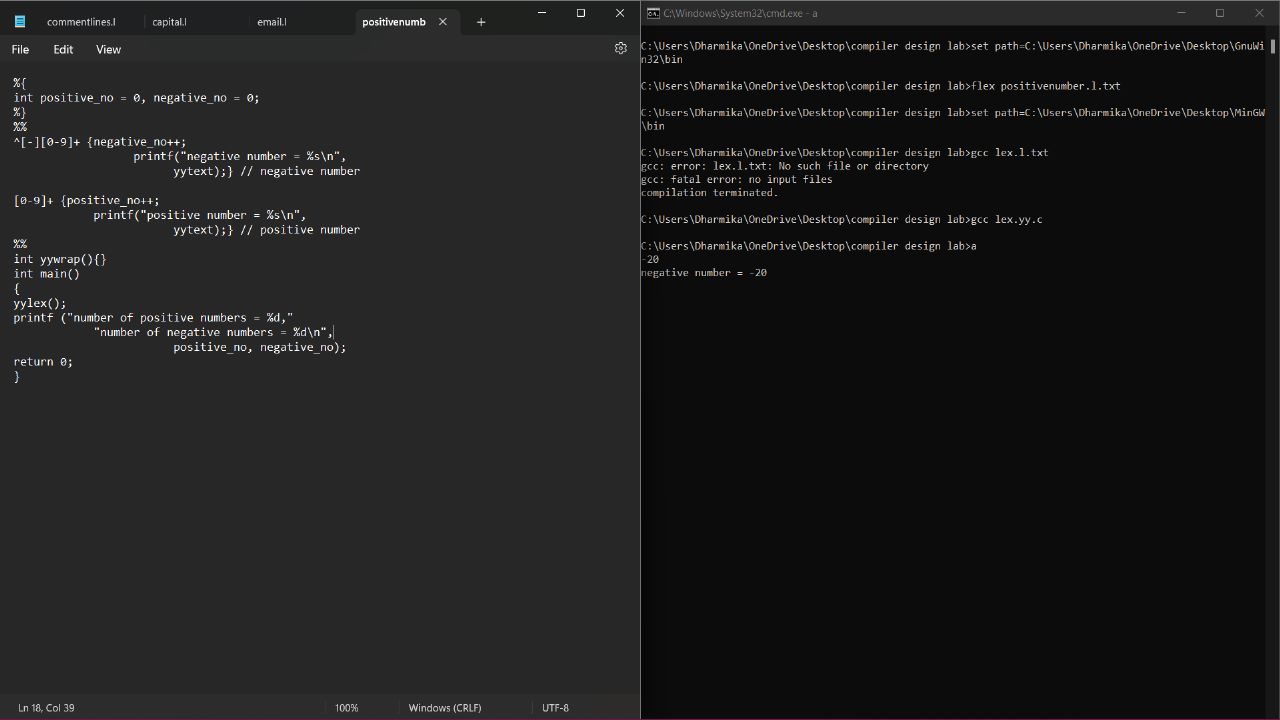 commentlines.l
capital.l
email.l
positivenumb
File Edit View
%{
int positive_no = 0, negative_no = 0;
%}
%%
^[-][0-9]+ {negative_no++;
printf("negative number = %s\n",
yytext);} // negative number
[0-9]+ {positive_no++;
printf("positive number = %s\n",
yytext);} // positive number
%%
int yywrap(){}
int main()
{
yylex();
printf ("number of positive numbers = %d,"
"number of negative numbers = %d\n",
positive_no, negative_no);
return 0;
}
Ln 18, Col 39
100%
Windows (CRLF)
UTF-8
C:\Windows\System32\cmd.exe - a
C:\Users\Dharmika\OneDrive\Desktop\compiler design lab>set path=C:\Users\Dharmika\OneDrive\Desktop\GnuWi
n32\bin
C:\Users\Dharmika\OneDrive\Desktop\compiler design lab>flex positivenumber.l.txt
C:\Users\Dharmika\OneDrive\Desktop\compiler design lab>set path=C:\Users\Dharmika\OneDrive\Desktop\MinGW
\bin
C:\Users\Dharmika\OneDrive\Desktop\compiler design lab>gcc lex.l.txt
gcc: error: lex.l.txt: No such file or directory
gcc: fatal error: no input files
compilation terminated.
C:\Users\Dharmika\OneDrive\Desktop\compiler design lab>gcc lex.yy.c
C:\Users\Dharmika\OneDrive\Desktop\compiler design lab>a
-20
negative number = -20